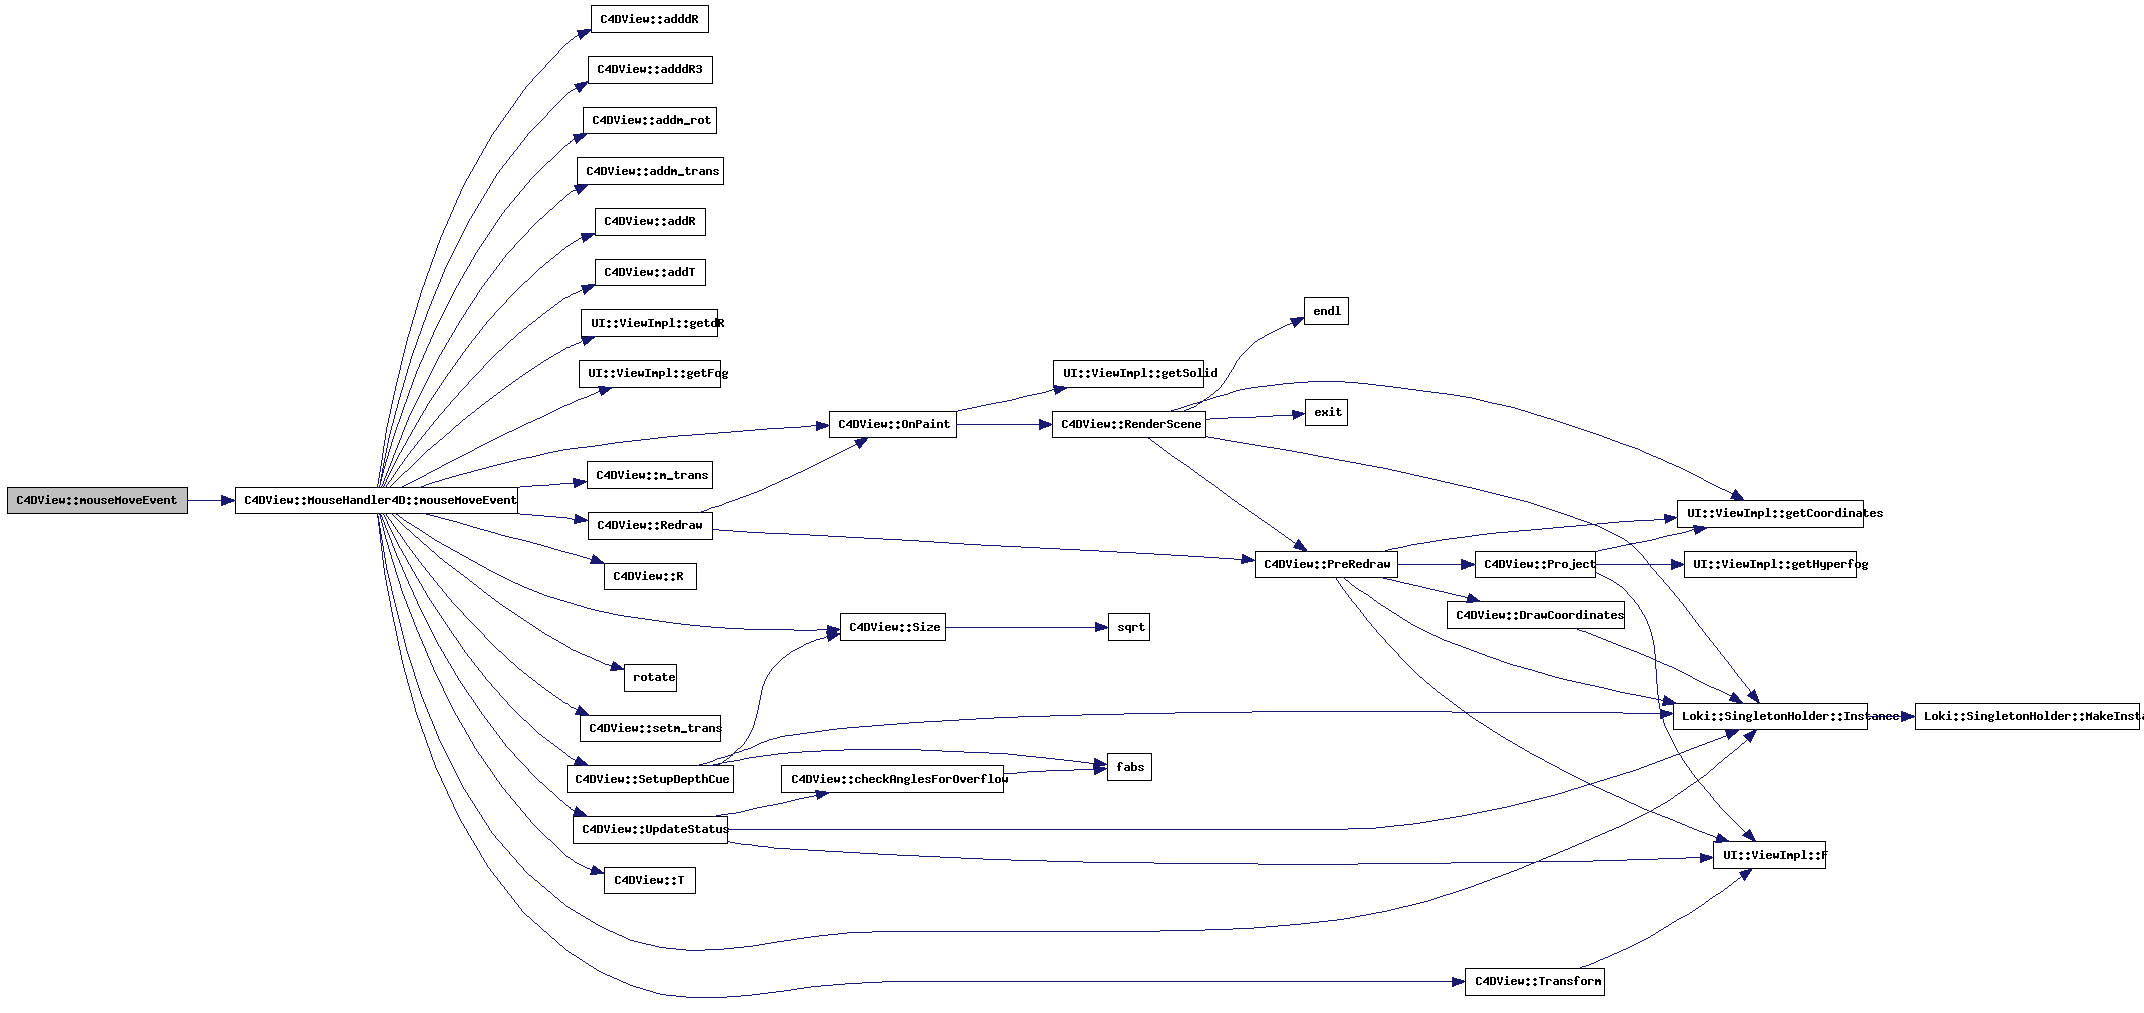 C4DView::adddR
C4DView::adddR3
C4DView::addm_rot
C4DView::addm_trans
C4DView::addR
C4DView::addT
endl
UI::ViewImpl::getdR
UI::ViewImpl::getFog
UI::ViewImpl::getSolid
exit
C4DView::OnPaint
C4DView::RenderScene
C4DView::m_trans
C4DView::mouseMoveEvent
C4DView::MouseHandler4D::mouseMoveEvent
UI::ViewImpl::getCoordinates
C4DView::Redraw
C4DView::PreRedraw
C4DView::Project
UI::ViewImpl::getHyperfog
C4DView::R
C4DView::DrawCoordinates
C4DView::Size
sqrt
rotate
Loki::SingletonHolder::Instance
Loki::SingletonHolder::MakeInsta
C4DView::setm_trans
fabs
C4DView::SetupDepthCue
C4DView::checkAnglesForOverflow
C4DView::UpdateStatus
UI::ViewImpl::F
C4DView::T
C4DView::Transform